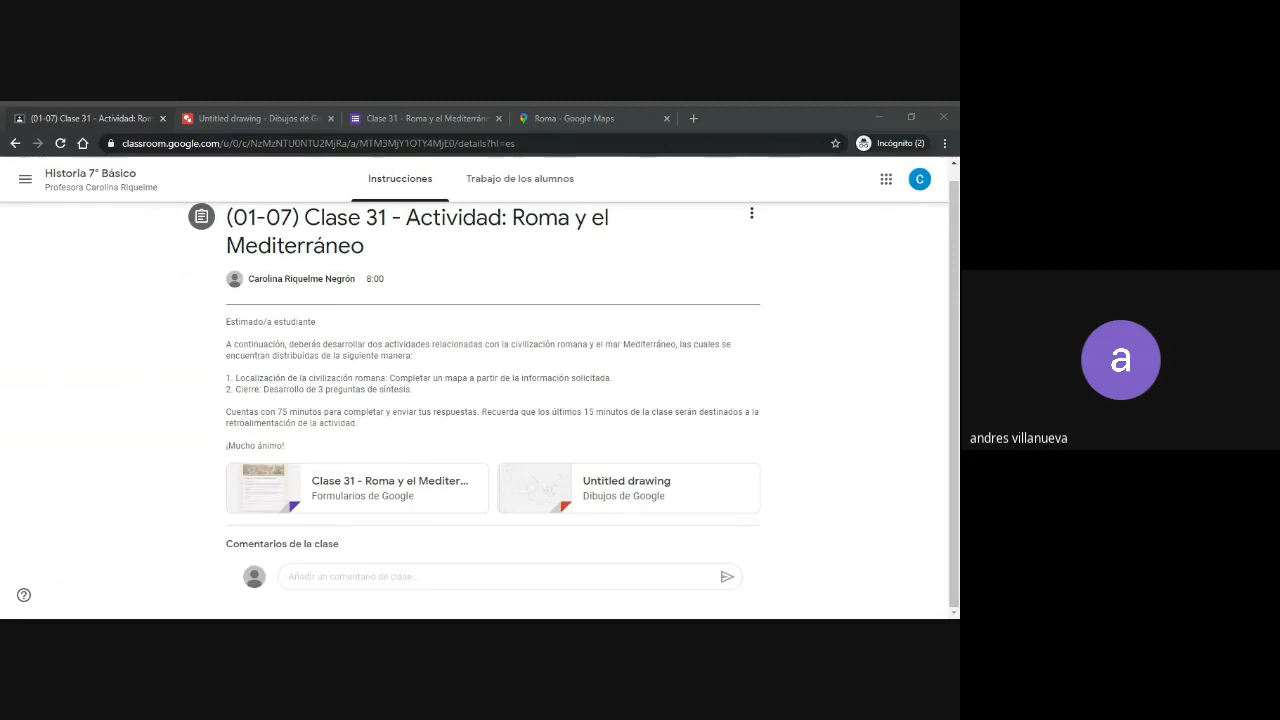 (01-07) Clase 31 - Actividad: Rom
Untitled drawing - Dibujos de G
Clase 31 - Roma y el Mediterrán
Roma - Google Maps
classroom.google.com/u/0/c/NzMzNTU0NTU2MjRa/a/MTM3MjY1OTY4MjE0/details?hl=es
Incógnito (2)
Historia 7° Básico
Profesora Carolina Riquelme
Instrucciones
Trabajo de los alumnos
C
(01-07) Clase 31 - Actividad: Roma y el
Mediterráneo
Carolina Riquelme Negrón 8:00
Estimado/a estudiante
A continuación, deberás desarrollar dos actividades relacionadas con la civilización romana y el mar Mediterráneo, las cuales se
encuentran distribuidas de la siguiente manera:
1. Localización de la civilización romana: Completar un mapa a partir de la información solicitada.
2. Cierre: Desarrollo de 3 preguntas de síntesis.
Cuentas con 75 minutos para completar y enviar tus respuestas. Recuerda que los últimos 15 minutos de la clase serán destinados a la
retroalimentación de la actividad.
¡Mucho ánimo!
Clase 31 - Roma y el Mediter...
Formularios de Google
Untitled drawing
Dibujos de Google
Comentarios de la clase
Añadir un comentario de clase...
a
andres villanueva